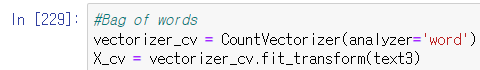 In [229]: #Bag of words
vectorizer_cv = CountVectorizer(analyzer='word')
X_cv = vectorizer_cv.fit_transform(text3)